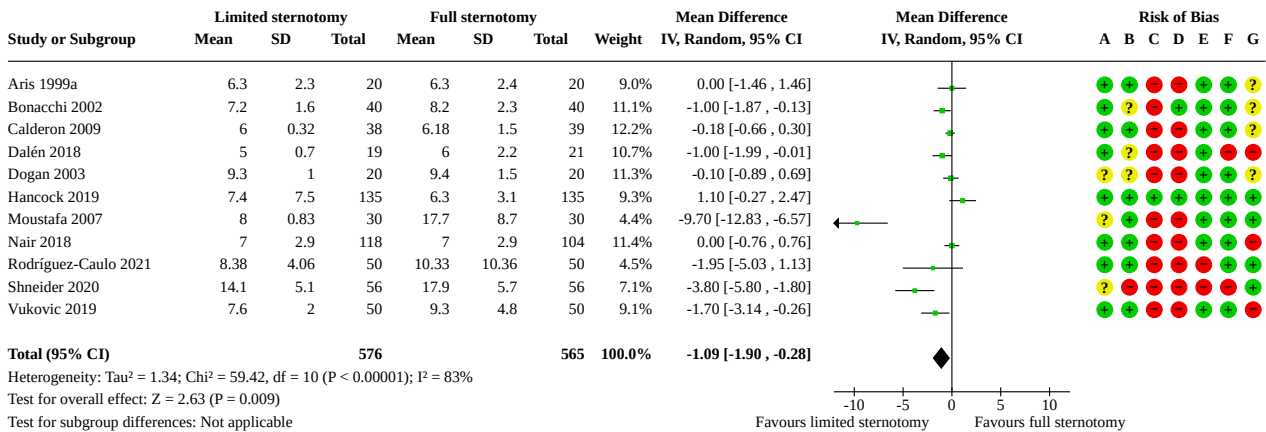 Limited sternotomy Full sternotomy Mean Difference Mean Difference Risk of Bias
Study or Subgroup Mean SD Total Mean SD Total Weight IV, Random, 95% CI IV, Random, 95% CI A B C D E F G
Aris 1999a 6.3 2.3 20 6.3 2.4 20 9.0% 0.00 [-1.46 , 1.46] + + − − + + ?
Bonacchi 2002 7.2 1.6 40 8.2 2.3 40 11.1% -1.00 [-1.87 , -0.13] + ? − + + + ?
Calderon 2009 6 0.32 38 6.18 1.5 39 12.2% -0.18 [-0.66 , 0.30] + + − − + + ?
Dalén 2018 5 0.7 19 6 2.2 21 10.7% -1.00 [-1.99 , -0.01] + ? − − + − −
Dogan 2003 9.3 1 20 9.4 1.5 20 11.3% -0.10 [-0.89 , 0.69] ? ? − − + + ?
Hancock 2019 7.4 7.5 135 6.3 3.1 135 9.3% 1.10 [-0.27 , 2.47] + + + + + + +
Moustafa 2007 8 0.83 30 17.7 8.7 30 4.4% -9.70 [-12.83 , -6.57] ? + − − + + +
Nair 2018 7 2.9 118 7 2.9 104 11.4% 0.00 [-0.76 , 0.76] + + − − + + −
Rodríguez-Caulo 2021 8.38 4.06 50 10.33 10.36 50 4.5% -1.95 [-5.03 , 1.13] + + − − − + +
Shneider 2020 14.1 5.1 56 17.9 5.7 56 7.1% -3.80 [-5.80 , -1.80] ? − − − − − +
Vukovic 2019 7.6 2 50 9.3 4.8 50 9.1% -1.70 [-3.14 , -0.26] + + − − + + −
Total (95% CI) 576 565 100.0% -1.09 [-1.90 , -0.28]
Heterogeneity: Tau² = 1.34; Chi² = 59.42, df = 10 (P < 0.00001); I² = 83%
Test for overall effect: Z = 2.63 (P = 0.009)
-10 -5 0 5 10
Test for subgroup differences: Not applicable
Favours limited sternotomy Favours full sternotomy